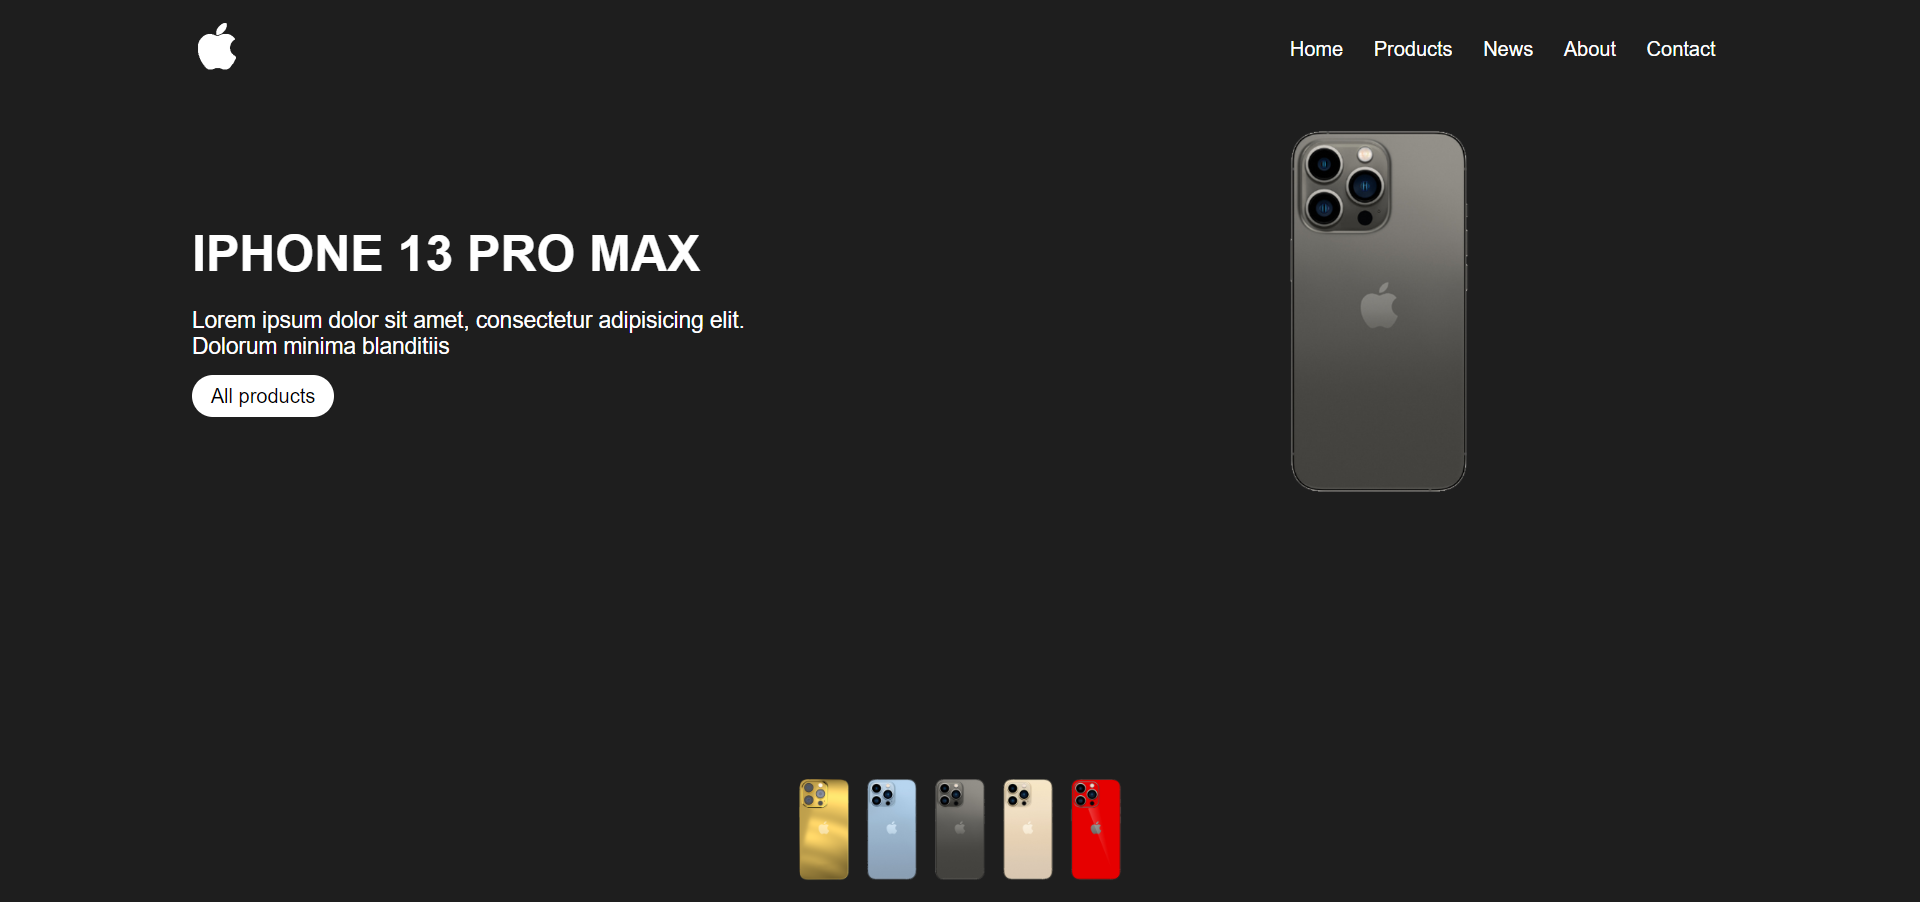 Home Products News About Contact
IPHONE 13 PRO MAX
Lorem ipsum dolor sit amet, consectetur adipisicing elit.
Dolorum minima blanditiis
All products